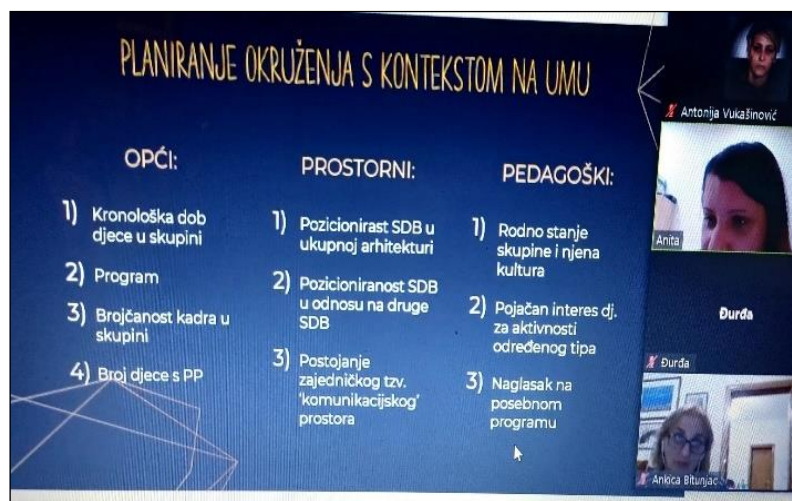 PLANIRANJE OKRUŽENJA S KONTEKSTOM NA UMU
OPĆI:
1) Kronološka dob
djece u skupini
2) Program
3) Brojčanost kadra u
skupini
4) Broj djece s PP
PROSTORNI:
1) Pozicionirast SDB u
ukupnoj arhitekturi
2) Pozicioniranost SDB
u odnosu na druge
SDB
3) Postojanje
zajedničkog tzv.
'komunikacijskog'
prostora
PEDAGOŠKI:
1) Rodno stanje
skupine i njena
kultura
2) Pojačan interes dj.
za aktivnosti
određenog tipa
3) Naglasak na
posebnom
programu
Antonija Vukašinović
Anita
Đurđa
Đurđa
Ankica Bitunjac